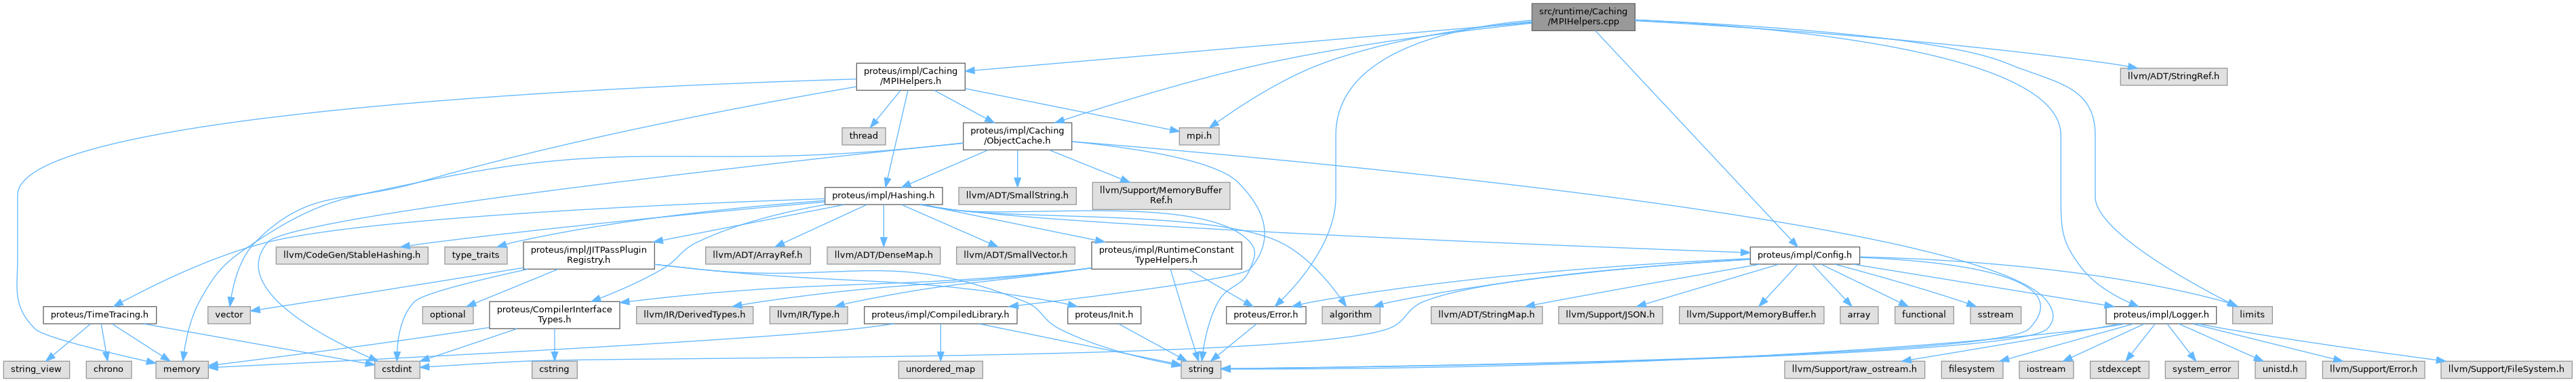 src/runtime/Caching
/MPIHelpers.cpp
proteus/impl/Caching
/MPIHelpers.h
llvm/ADT/StringRef.h
thread
proteus/impl/Caching
/ObjectCache.h
mpi.h
proteus/impl/Hashing.h
llvm/ADT/SmallString.h
llvm/Support/MemoryBuffer
Ref.h
llvm/CodeGen/StableHashing.h
type_traits
proteus/impl/JITPassPlugin
Registry.h
llvm/ADT/ArrayRef.h
llvm/ADT/DenseMap.h
llvm/ADT/SmallVector.h
proteus/impl/RuntimeConstant
TypeHelpers.h
proteus/impl/Config.h
proteus/TimeTracing.h
vector
optional
proteus/CompilerInterface
Types.h
llvm/IR/DerivedTypes.h
llvm/IR/Type.h
proteus/impl/CompiledLibrary.h
proteus/Init.h
proteus/Error.h
algorithm
llvm/ADT/StringMap.h
llvm/Support/JSON.h
llvm/Support/MemoryBuffer.h
array
functional
sstream
proteus/impl/Logger.h
limits
string_view
chrono
memory
cstdint
cstring
unordered_map
string
llvm/Support/raw_ostream.h
filesystem
iostream
stdexcept
system_error
unistd.h
llvm/Support/Error.h
llvm/Support/FileSystem.h